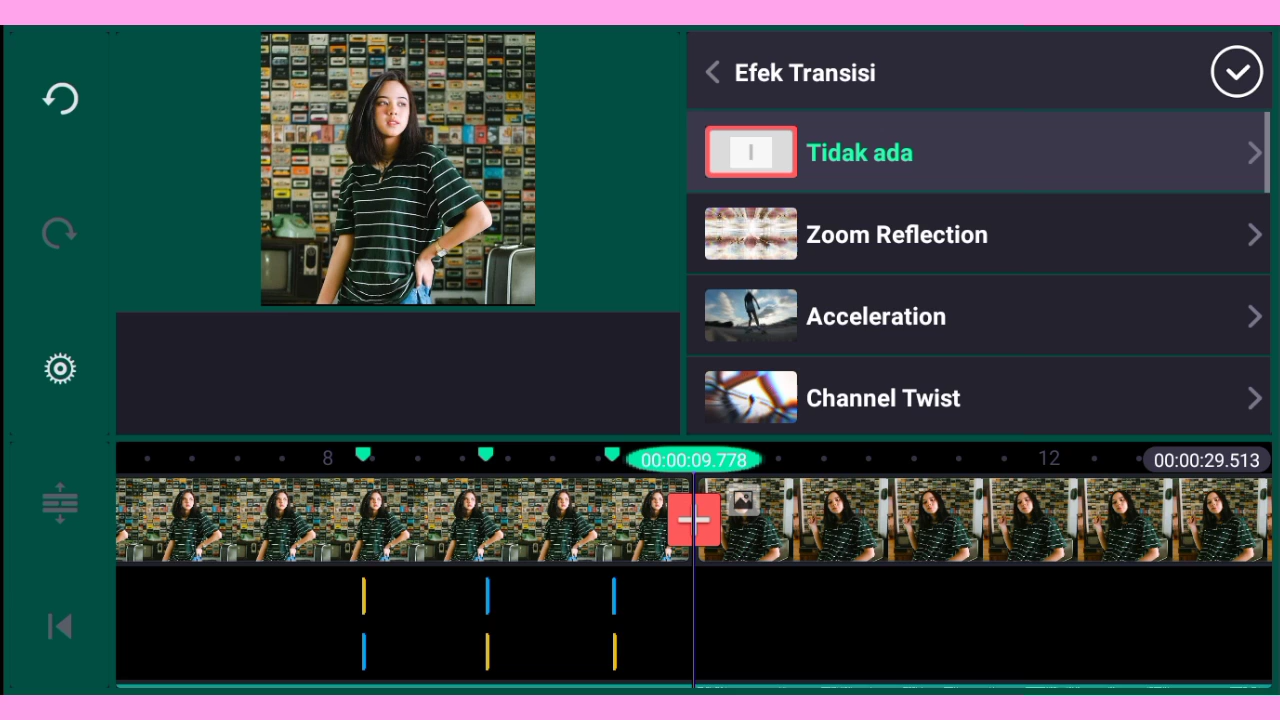 Efek Transisi
Tidak ada
Zoom Reflection
Acceleration
Channel Twist
8
00:00:09.778
12
00:00:29.513